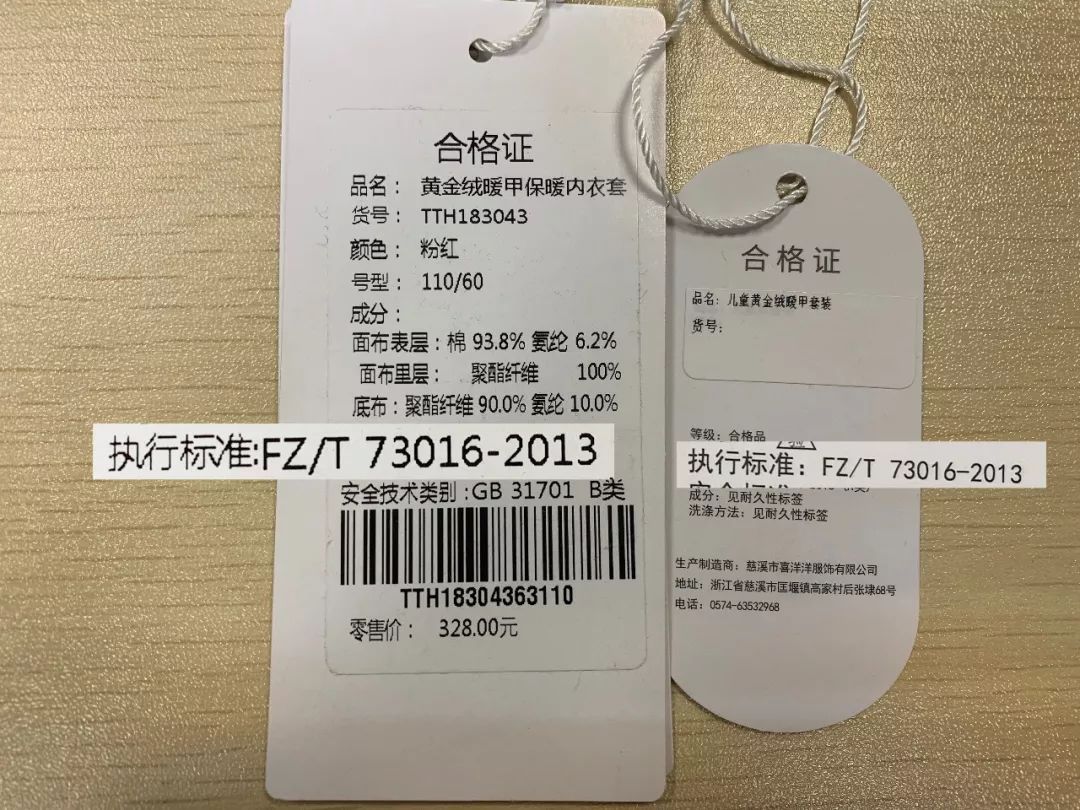 合格证
品名： 黄金绒暖甲保暖内衣套
货号： TTH183043
颜色： 粉红
号型： 110/60
成分：
面布表层：棉 93.8% 氨纶 6.2%
面布里层： 聚酯纤维 100%
底布：聚酯纤维 90.0% 氨纶 10.0%
执行标准:FZ/T 73016-2013
安全技术类别:GB 31701 B类
TTH18304363110
零售价： 328.00元
合格证
品名：儿童黄金绒暖甲套装
货号：
等级：合格品
执行标准：FZ/T 73016-2013
成分：见耐久性标签
洗涤方法：见耐久性标签
生产制造商：慈溪市喜洋洋服饰有限公司
地址：浙江省慈溪市匡堰镇高家村后张埭68号
电话：0574-63532968